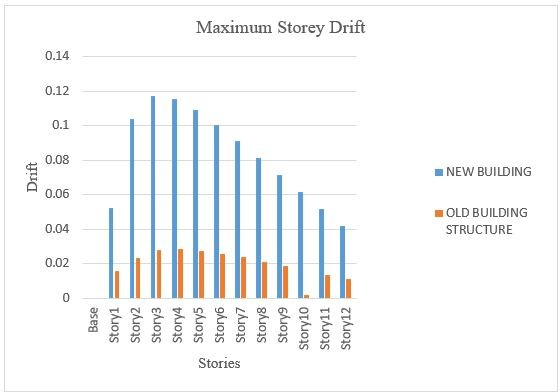 Maximum Storey Drift
0.14
0.12
0.1
0.08
0.06
0.04
0.02
0
Drift
Base
Story1
Story2
Story3
Story4
Story5
Story6
Story7
Story8
Story9
Story10
Story11
Story12
Stories
NEW BUILDING
OLD BUILDING
STRUCTURE